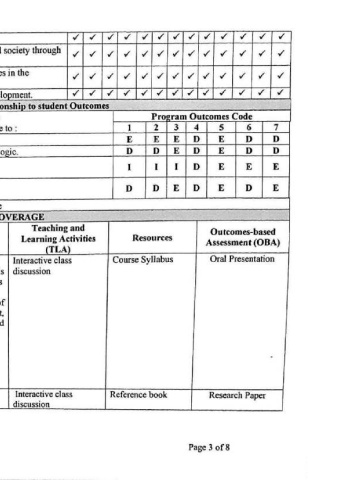 ✓ ✓ ✓ ✓ ✓ ✓ ✓ ✓ ✓ ✓ ✓ ✓ ✓
l society through ✓ ✓ ✓ ✓ ✓ ✓ ✓ ✓ ✓ ✓ ✓ ✓ ✓
es in the ✓ ✓ ✓ ✓ ✓ ✓ ✓ ✓ ✓ ✓ ✓ ✓ ✓
lopment. ✓ ✓ ✓ ✓ ✓ ✓ ✓ ✓ ✓ ✓ ✓ ✓ ✓
onship to student Outcomes
Program Outcomes Code
e to : 1 2 3 4 5 6 7
E E E D E D D
ogic. D D E D E D D
I I I D E E E
D D E D E D E
OVERAGE
Teaching and
Learning Activities
(TLA)
Resources
Outcomes-based
Assessment (OBA)
Interactive class
discussion
Course Syllabus
Oral Presentation
s
s
of
t,
d
Interactive class
discussion
Reference book
Research Paper
Page 3 of 8